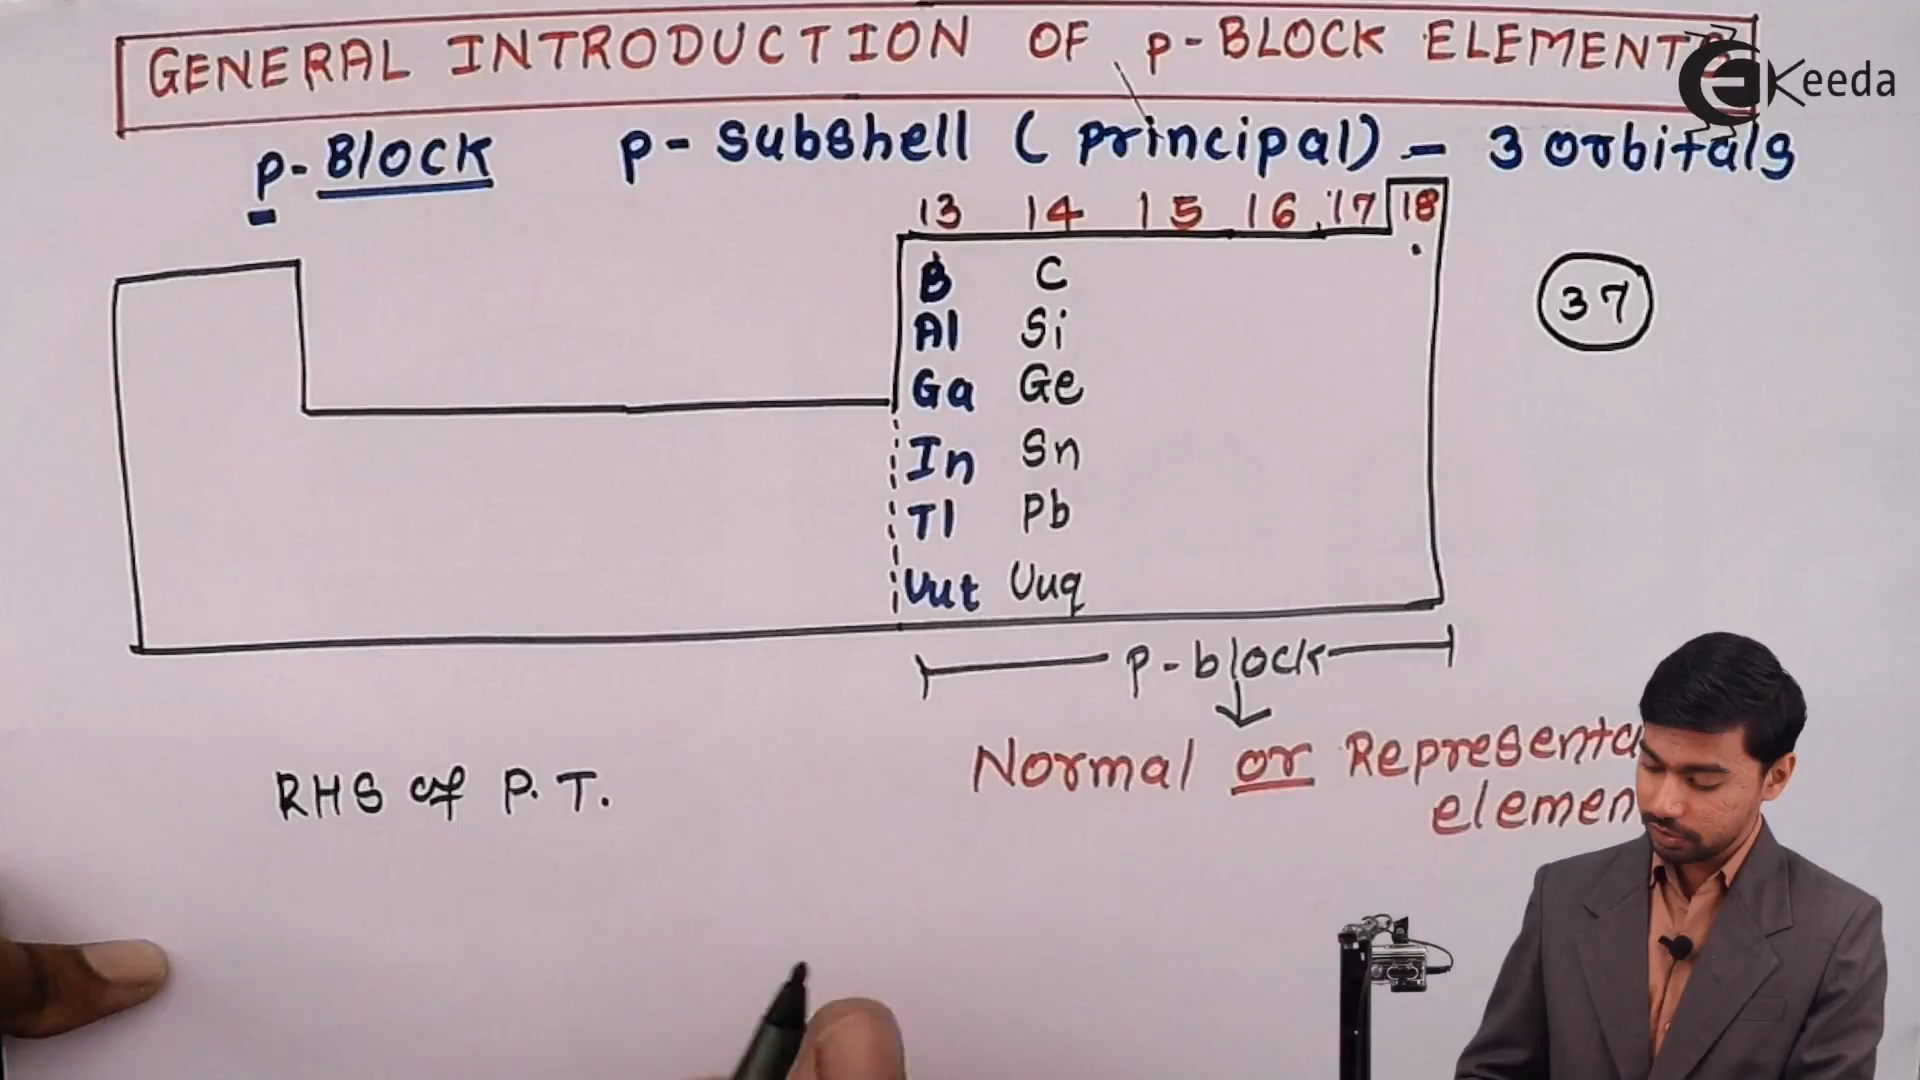 GENERAL INTRODUCTION OF p-BLOCK ELEMENTS
Keeda
p-Block p-subshell (principal) - 3 orbitals
13 14 15 16 17 18
B C
Al Si
Ga Ge
In Sn
Tl Pb
Uut Uuq
37
p-block
Normal or Representa
elemen
RHS of P.T.